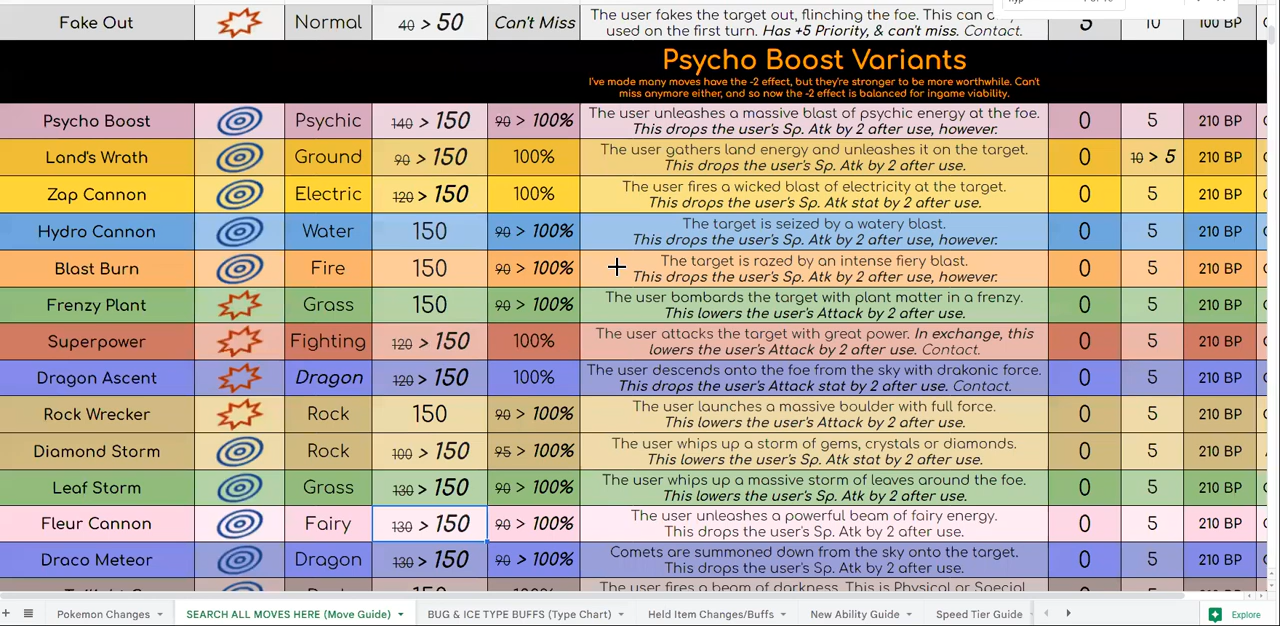 Fake Out Normal 40 > 50 Can't Miss The user fakes the target out, flinching the foe. This can
used on the first turn. Has +5 Priority, & can't miss. Contact. 10 100 BP
Psycho Boost Variants
I've made many moves have the -2 effect, but they're stronger to be more worthwhile. Can't
miss anymore either, and so now the -2 effect is balanced for ingame viability.
Psycho Boost Psychic 140 > 150 90 > 100% The user unleashes a massive blast of psychic energy at the foe. 0 5 210 BP
This drops the user's Sp. Atk by 2 after use, however.
Land's Wrath Ground 90 > 150 100% The user gathers land energy and unleashes it on the target. 0 10 > 5 210 BP
This drops the user's Sp. Atk by 2 after use.
Zap Cannon Electric 120 > 150 100% The user fires a wicked blast of electricity at the target. 0 5 210 BP
This drops the user's Sp. Atk stat by 2 after use.
Hydro Cannon Water 150 90 > 100% The target is seized by a watery blast. 0 5 210 BP
This drops the user's Sp. Atk by 2 after use, however.
Blast Burn Fire 150 90 > 100% The target is razed by an intense fiery blast. 0 5 210 BP
This drops the user's Sp. Atk by 2 after use, however.
Frenzy Plant Grass 150 90 > 100% The user bombards the target with plant matter in a frenzy. 0 5 210 BP
This lowers the user's Attack by 2 after use.
Superpower Fighting 120 > 150 100% The user attacks the target with great power. In exchange, this 0 5 210 BP
lowers the user's Attack by 2 after use. Contact.
Dragon Ascent Dragon 120 > 150 100% The user descends onto the foe from the sky with drakonic force. 0 5 210 BP
This drops the user's Attack stat by 2 after use. Contact.
Rock Wrecker Rock 150 90 > 100% The user launches a massive boulder with full force. 0 5 210 BP
This lowers the user's Attack by 2 after use.
Diamond Storm Rock 100 > 150 95 > 100% The user whips up a storm of gems, crystals or diamonds. 0 5 210 BP
This lowers the user's Sp. Atk stat by 2 after use.
Leaf Storm Grass 130 > 150 90 > 100% The user whips up a massive storm of leaves around the foe. 0 5 210 BP
This lowers the user's Sp. Atk by 2 after use.
Fleur Cannon Fairy 130 > 150 90 > 100% The user unleashes a powerful beam of fairy energy. 0 5 210 BP
This drops the user's Sp. Atk by 2 after use.
Draco Meteor Dragon 130 > 150 90 > 100% Comets are summoned down from the sky onto the target. 0 5 210 BP
This drops the user's Sp. Atk by 2 after use.
The user fires a beam of darkness. This is Physical or Special
Pokemon Changes SEARCH ALL MOVES HERE (Move Guide) BUG & ICE TYPE BUFFS (Type Chart) Held Item Changes/Buffs New Ability Guide Speed Tier Guide Explore